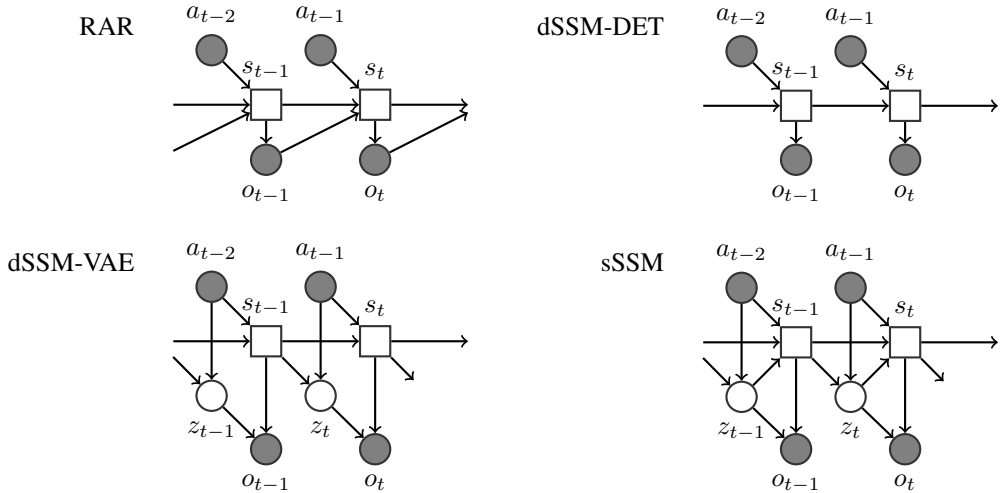 RAR
a_{t−2} a_{t−1}
s_{t−1} s_t
o_{t−1} o_t
dSSM-DET
a_{t−2} a_{t−1}
s_{t−1} s_t
o_{t−1} o_t
dSSM-VAE
a_{t−2} a_{t−1}
s_{t−1} s_t
z_{t−1} z_t
o_{t−1} o_t
sSSM
a_{t−2} a_{t−1}
s_{t−1} s_t
z_{t−1} z_t
o_{t−1} o_t